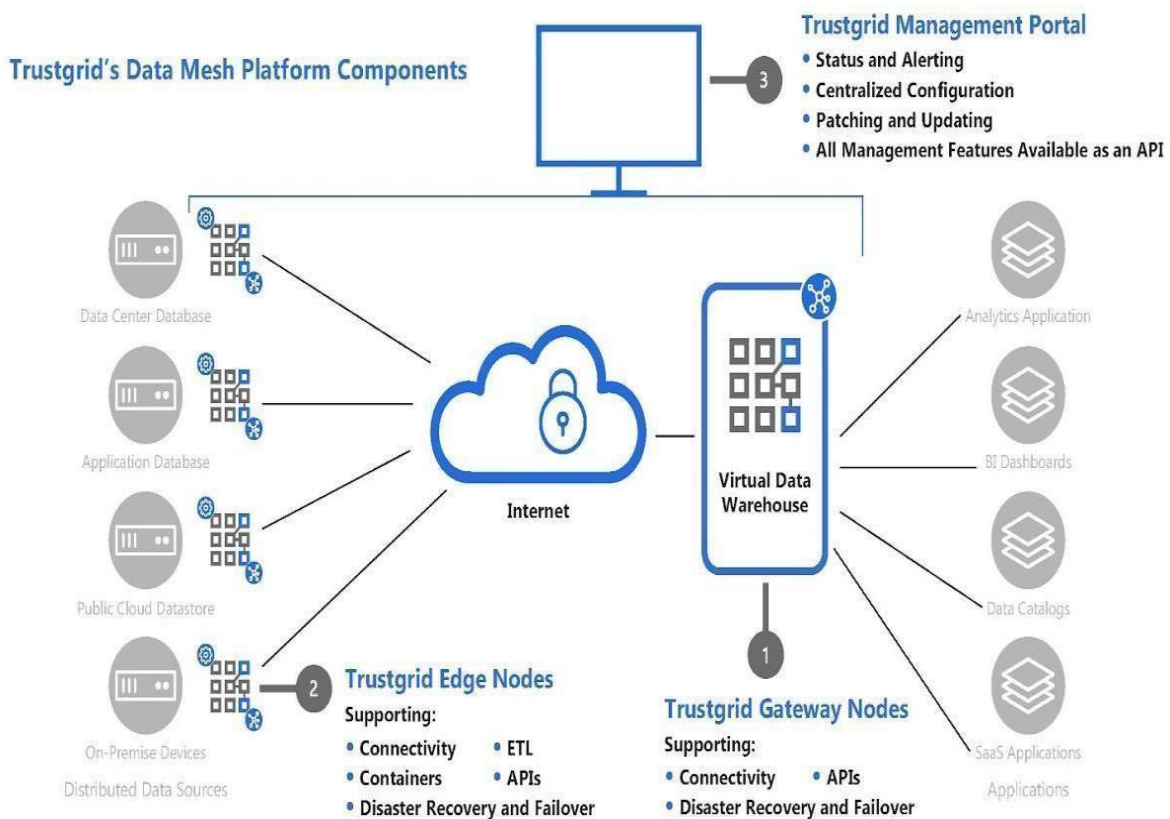 Trustgrid's Data Mesh Platform Components
Trustgrid Management Portal
• Status and Alerting
• Centralized Configuration
• Patching and Updating
• All Management Features Available as an API
3
Data Center Database
Application Database
Public Cloud Datastore
On-Premise Devices
Distributed Data Sources
Internet
Virtual Data
Warehouse
Analytics Application
BI Dashboards
Data Catalogs
SaaS Applications
Applications
2
Trustgrid Edge Nodes
Supporting:
• Connectivity • ETL
• Containers • APIs
• Disaster Recovery and Failover
1
Trustgrid Gateway Nodes
Supporting:
• Connectivity • APIs
• Disaster Recovery and Failover